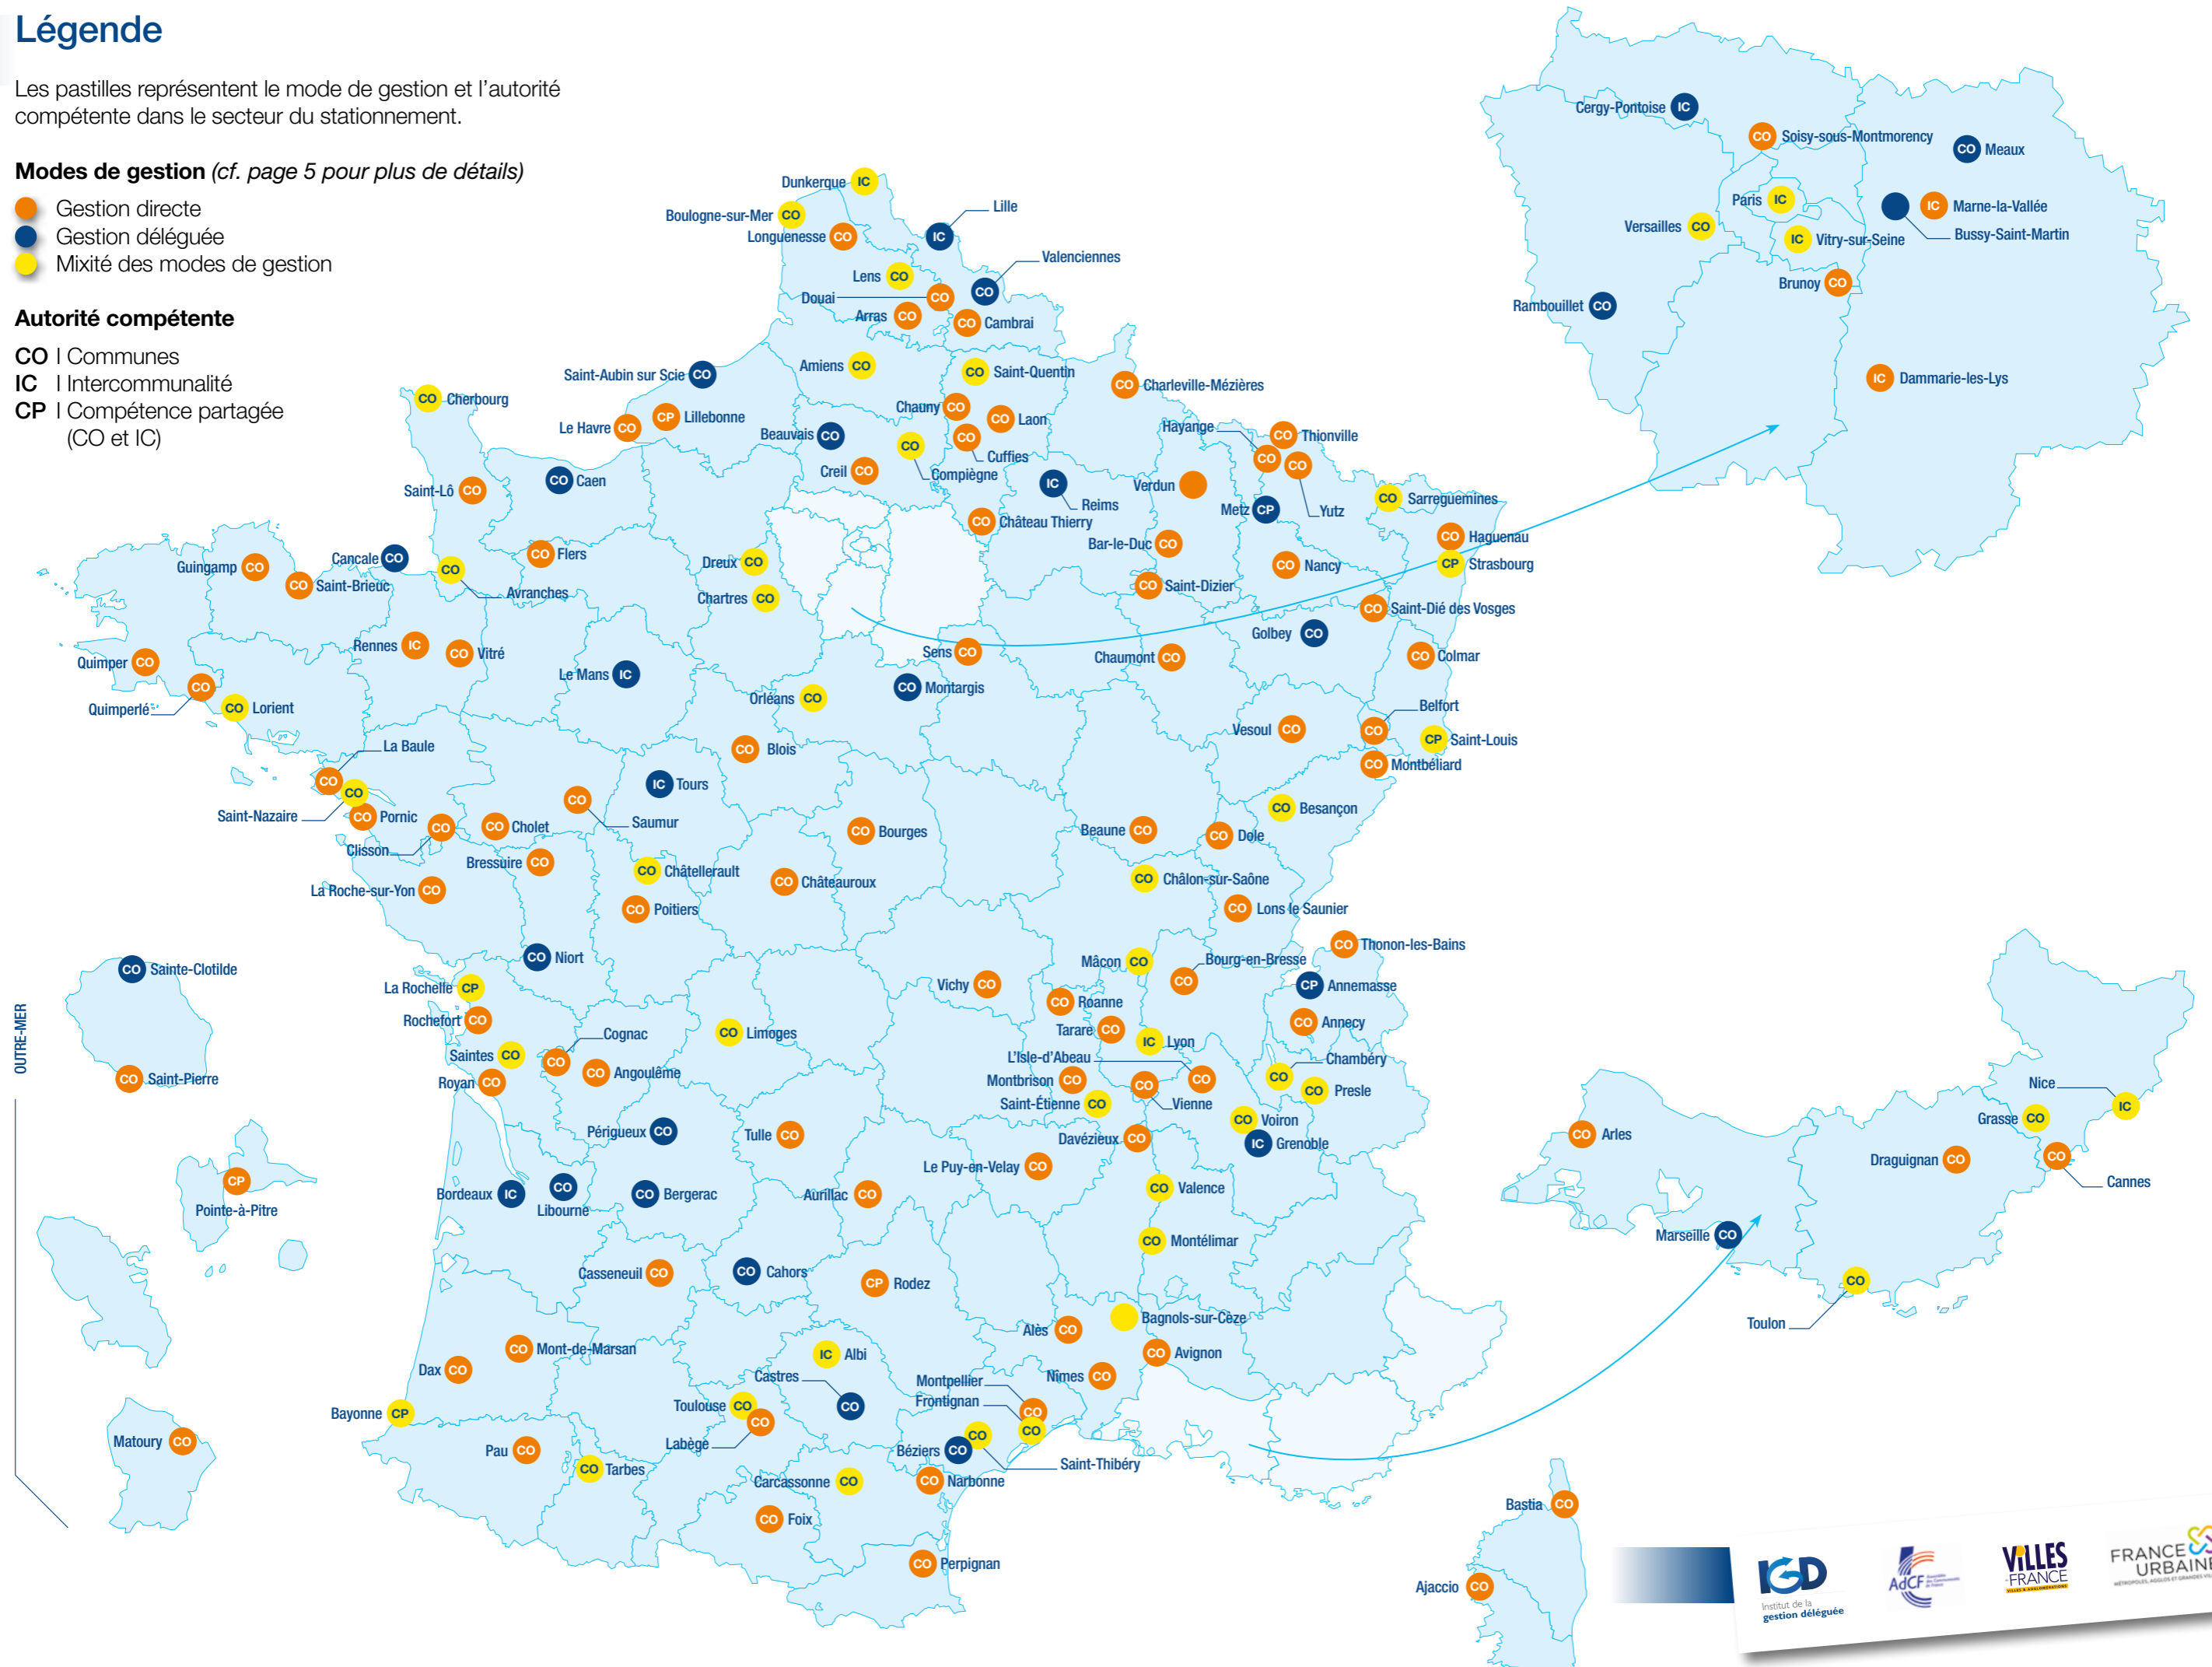 Légende
Les pastilles représentent le mode de gestion et l'autorité
compétente dans le secteur du stationnement.
Modes de gestion (cf. page 5 pour plus de détails)
Gestion directe
Gestion déléguée
Mixité des modes de gestion
Autorité compétente
CO I Communes
IC I Intercommunalité
CP I Compétence partagée
(CO et IC)
Cergy-Pontoise IC
CO Soisy-sous-Montmorency
CO Meaux
Paris IC
IC Marne-la-Vallée
Versailles CO
IC Vitry-sur-Seine
Bussy-Saint-Martin
Brunoy CO
Rambouillet CO
IC Dammarie-les-Lys
Dunkerque IC
Boulogne-sur-Mer CO
Lille
IC
Longuenesse CO
Valenciennes
CO
Lens CO
Douai CO
Arras CO
CO Cambrai
Amiens CO
CO Saint-Quentin
Saint-Aubin sur Scie CO
CO Charleville-Mézières
CO Cherbourg
Chauny CO
CO Laon
Le Havre CO
CP Lillebonne
Beauvais CO
CO
Cuffies
CO
Compiègne
Hayange
CO
CO Thionville
CO
Yutz
Creil CO
Saint-Lô CO
CO Caen
IC
Reims
Verdun
Metz CP
CO Sarreguemines
CO Château Thierry
CO Haguenau
Bar-le-Duc CO
CP Strasbourg
Guingamp CO
Cancale CO
CO Flers
Dreux CO
CO Nancy
CO
Avranches
CO Saint-Brieuc
CO Saint-Dizier
Chartres CO
CO Saint-Dié des Vosges
Golbey CO
Rennes IC
CO Vitré
Quimper CO
Sens CO
Chaumont CO
CO Colmar
Le Mans IC
CO
Quimperlé
CO Lorient
Orléans CO
CO Montargis
Belfort
CO
Vesoul CO
CP Saint-Louis
La Baule
CO
CO Blois
CO Montbéliard
CO
Saint-Nazaire
IC Tours
CO
Saumur
CO Besançon
CO Pornic
CO
Clisson
CO Cholet
CO Bourges
Beaune CO
CO Dole
Bressuire CO
CO Châtellerault
CO Châteauroux
CO Châlon-sur-Saône
La Roche-sur-Yon CO
CO Poitiers
CO Lons le Saunier
CO Niort
CO Thonon-les-Bains
Mâcon CO
Bourg-en-Bresse
CO
La Rochelle CP
Vichy CO
CP Annemasse
CO Roanne
Rochefort CO
CO Annecy
Tarare CO
Cognac
CO
CO Limoges
IC Lyon
Saintes CO
L'Isle-d'Abeau
CO
Chambéry
CO
CO Angoulême
Royan CO
Montbrison CO
CO
Vienne
CO Presle
Saint-Étienne CO
CO Voiron
Périgueux CO
Tulle CO
Davézieux CO
IC Grenoble
Le Puy-en-Velay CO
Bordeaux IC
CO
Libourne
CO Bergerac
Aurillac CO
CO Valence
CO Montélimar
Casseneuil CO
CO Cahors
CP Rodez
Bagnols-sur-Cèze
Alès CO
CO Mont-de-Marsan
IC Albi
CO Avignon
Dax CO
Nîmes CO
Castres
CO
Montpellier
CO
Frontignan
CO
Bayonne CP
Toulouse CO
CO
Labège
Béziers CO
CO
Saint-Thibéry
Pau CO
CO Tarbes
Carcassonne CO
CO Narbonne
CO Foix
CO Perpignan
OUTRE-MER
CO Sainte-Clotilde
CO Saint-Pierre
CP
Pointe-à-Pitre
Matoury CO
Nice
IC
Grasse CO
CO Arles
Draguignan CO
CO
Cannes
Marseille CO
CO
Toulon
Bastia CO
Ajaccio CO
IGD
Institut de la
gestion déléguée
AdCF
ViLLES
FRANCE
FRANCE
URBAINE